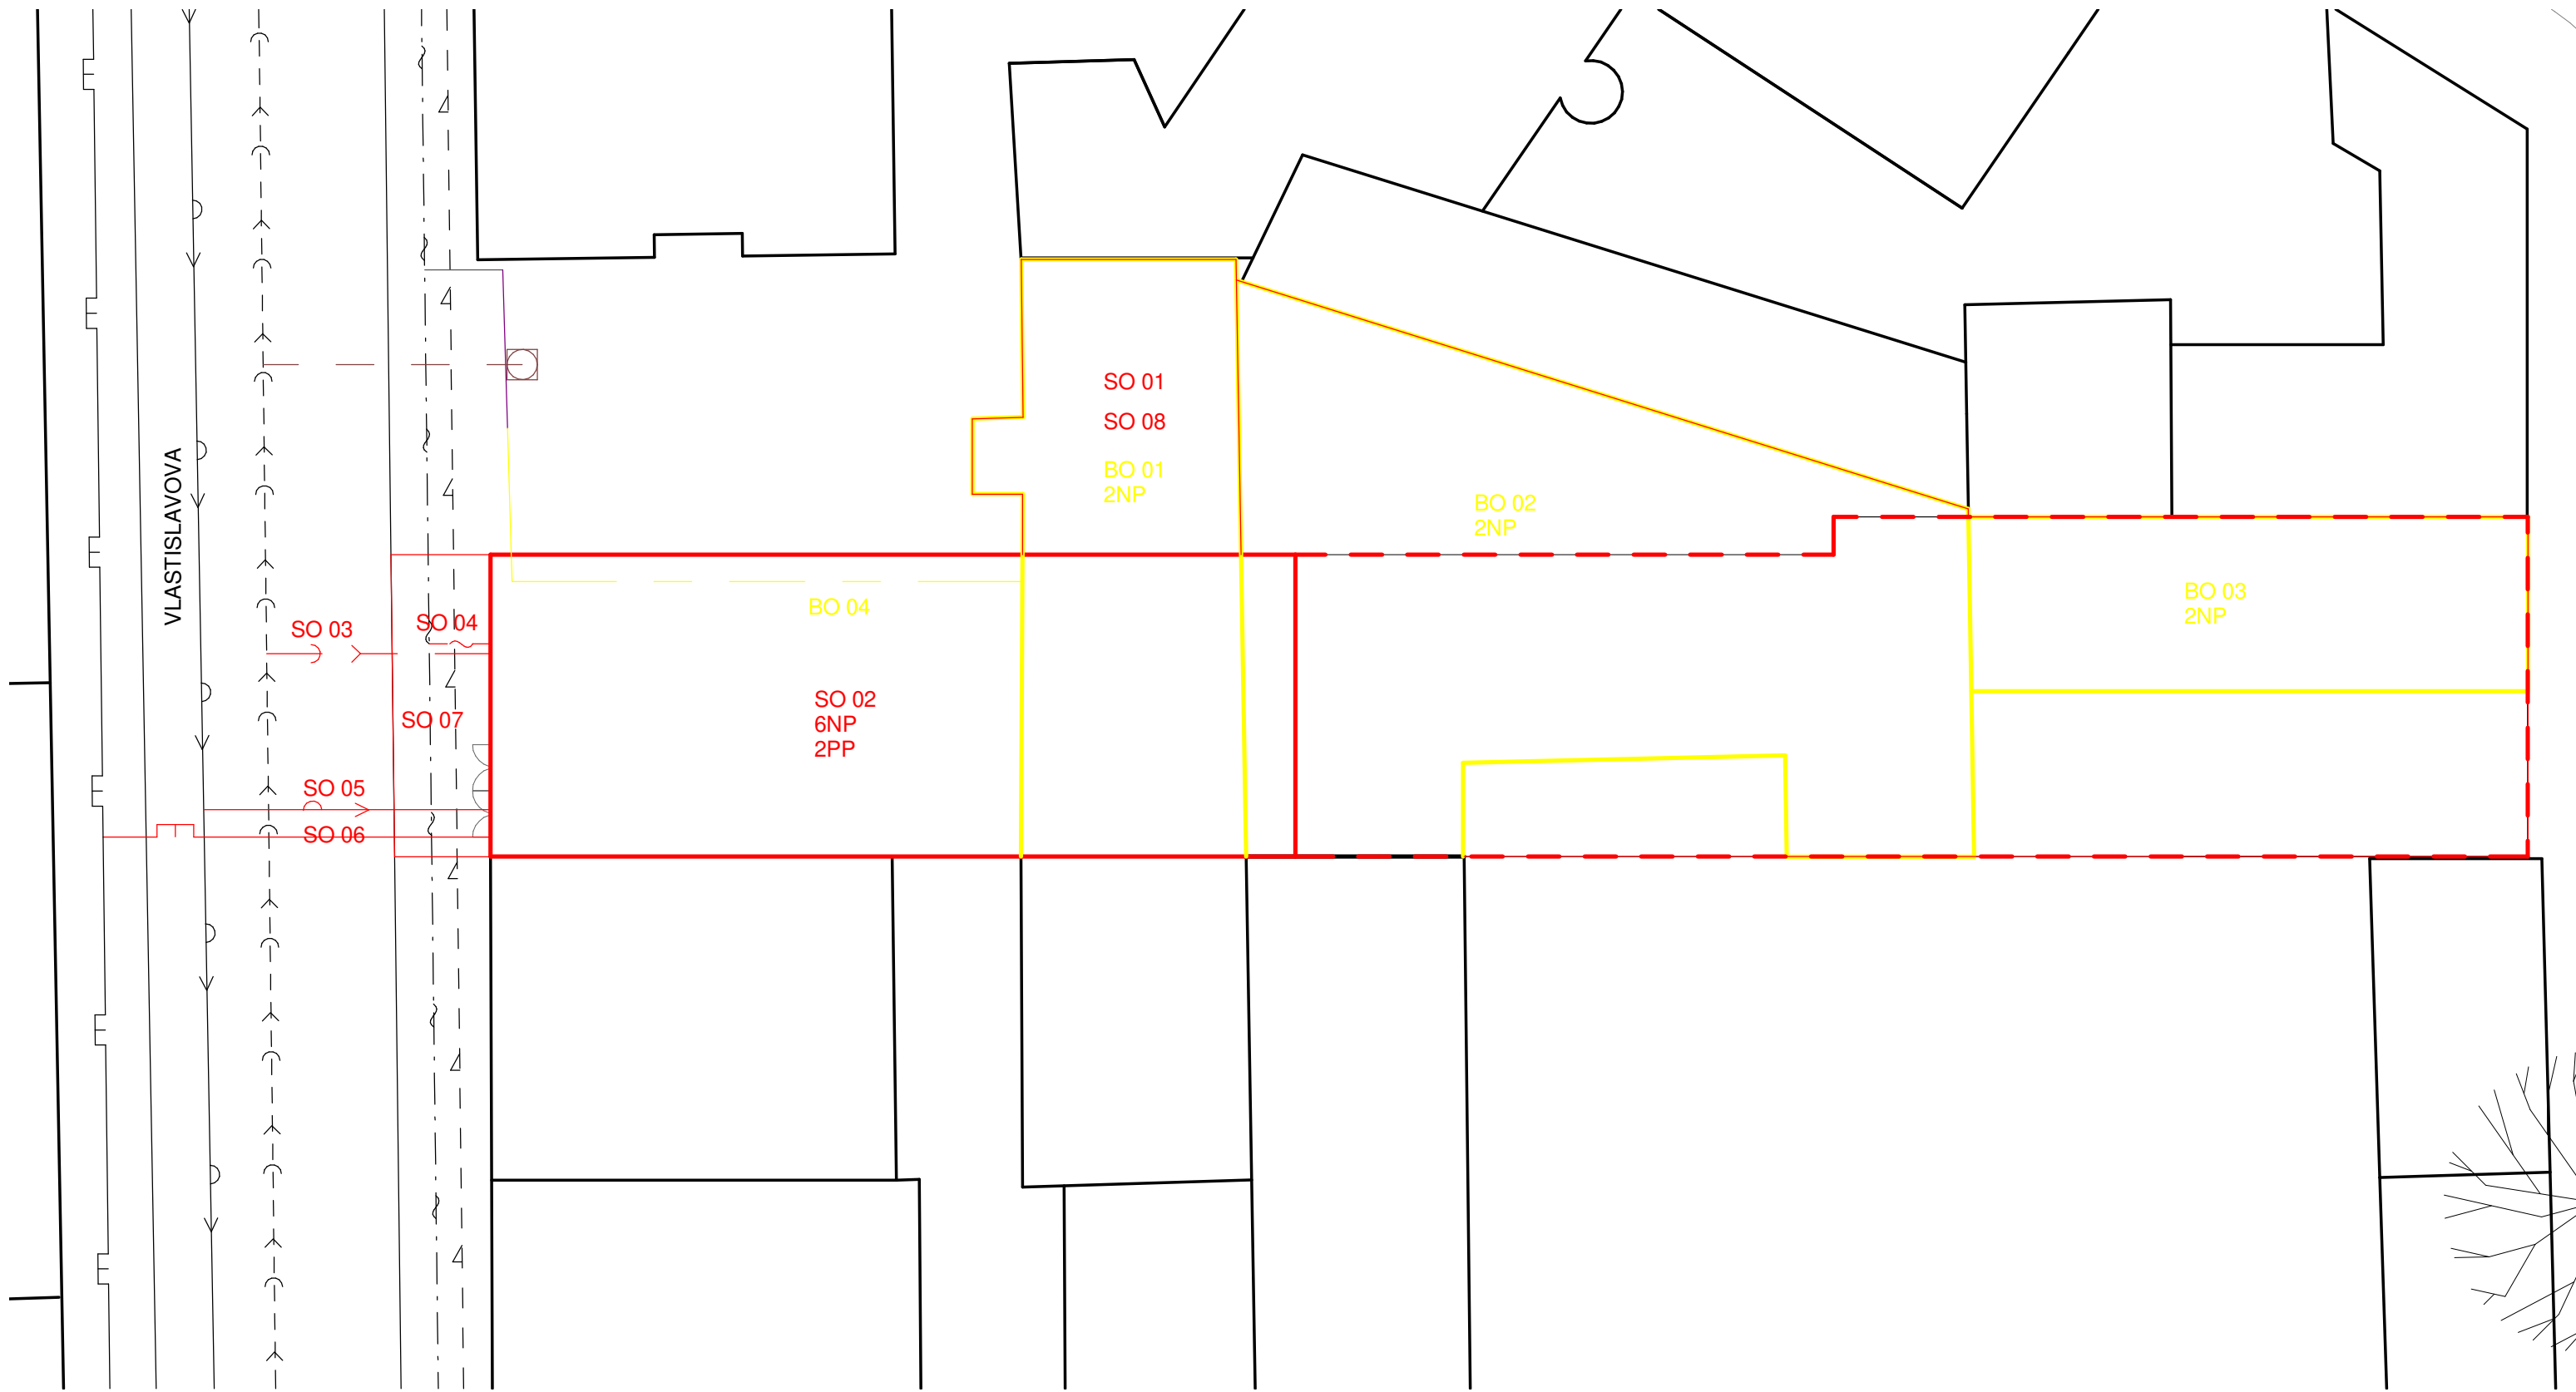 VLASTISLAVOVA
SO 01
SO 08
BO 01
2NP
BO 02
2NP
BO 03
2NP
BO 04
SO 03
SO 04
SO 02
6NP
2PP
SO 07
SO 05
SO 06